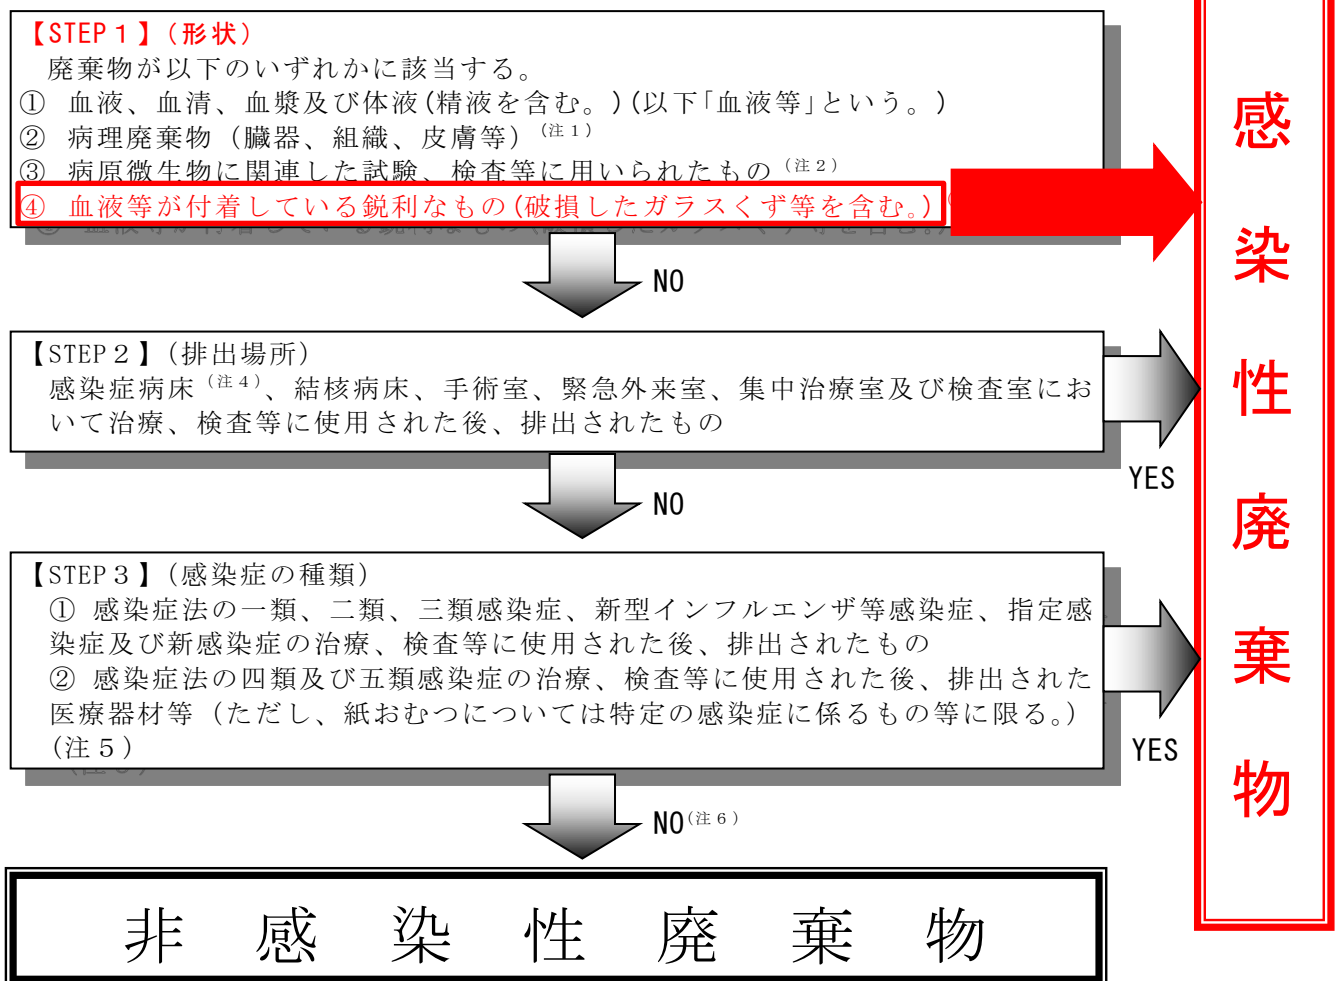 【STEP１】(形状)
廃棄物が以下のいずれかに該当する。
① 血液、血清、血漿及び体液(精液を含む。)(以下「血液等」という。)
② 病理廃棄物（臓器、組織、皮膚等）(注１)
③ 病原微生物に関連した試験、検査等に用いられたもの(注２)
④ 血液等が付着している鋭利なもの(破損したガラスくず等を含む。)
NO
【STEP２】(排出場所)
感染症病床(注４)、結核病床、手術室、緊急外来室、集中治療室及び検査室にお
いて治療、検査等に使用された後、排出されたもの
YES
NO
【STEP３】(感染症の種類)
① 感染症法の一類、二類、三類感染症、新型インフルエンザ等感染症、指定感
染症及び新感染症の治療、検査等に使用された後、排出されたもの
② 感染症法の四類及び五類感染症の治療、検査等に使用された後、排出された
医療器材等（ただし、紙おむつについては特定の感染症に係るもの等に限る。）
(注５)
YES
NO(注６)
非感染性廃棄物
感染性廃棄物